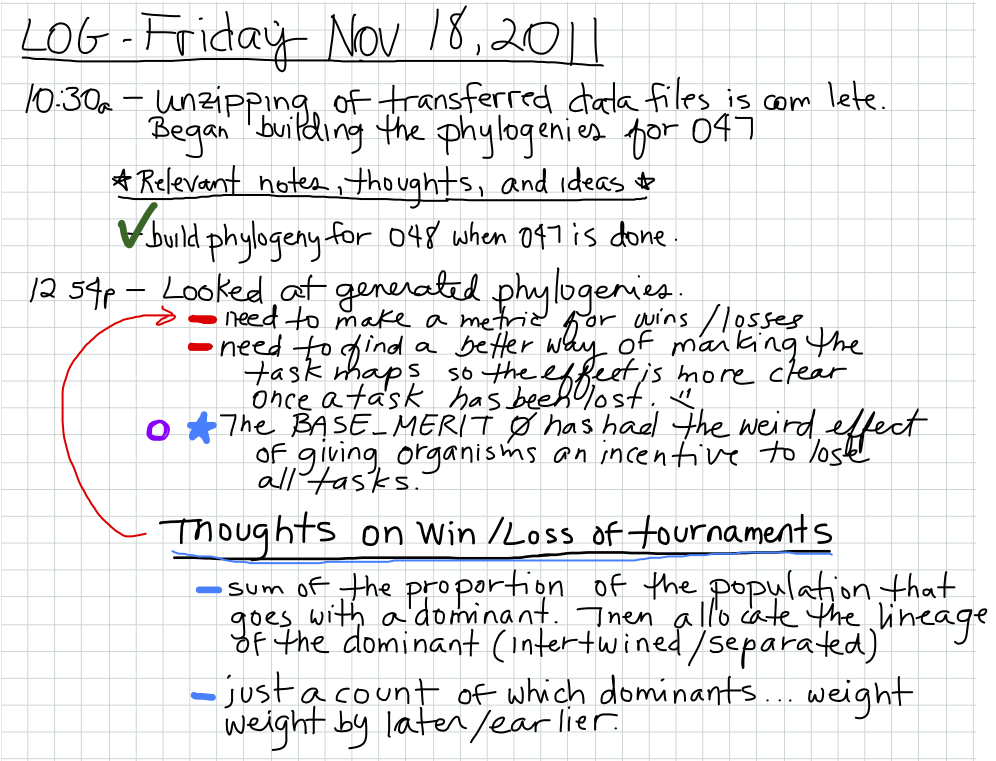 LOG - Friday Nov 18, 2011
10:30a - unzipping of transferred data files is com lete.
Began building the phylogenies for 047
* Relevant notes, thoughts, and ideas *
- build phylogeny for 048 when 047 is done.
12 54p - Looked at generated phylogenies.
- need to make a metric for wins/losses
- need to find a better way of marking the
task maps so the effect is more clear
once a task has been lost. =)
★ The BASE_MERIT Ø has had the weird effect
of giving organisms an incentive to lose
all tasks.
Thoughts on Win/Loss of tournaments
- sum of the proportion of the population that
goes with a dominant. Then allocate the lineage
of the dominant (intertwined/separated)
- just a count of which dominants... weight
weight by later/earlier.